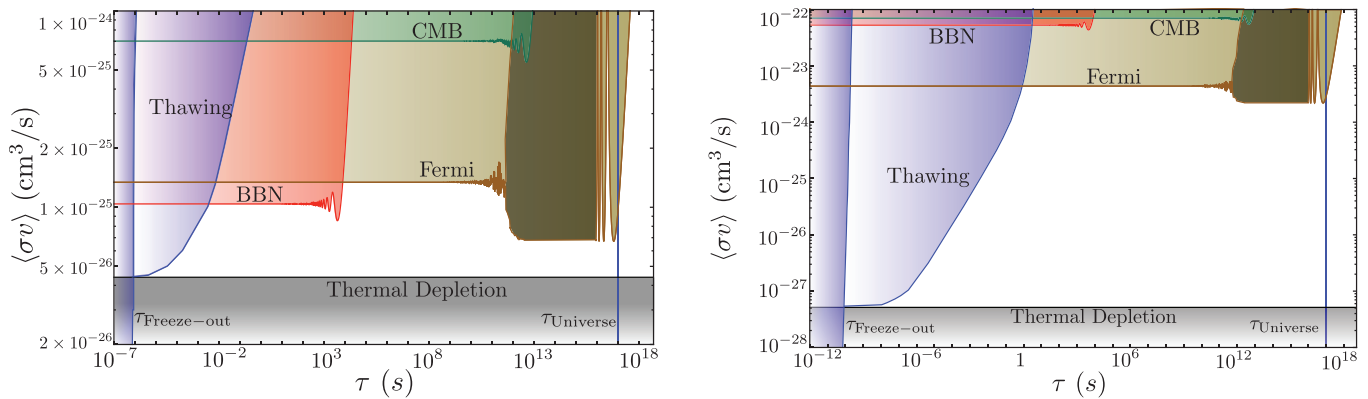 1 × 10⁻²⁴
5 × 10⁻²⁵
2 × 10⁻²⁵
1 × 10⁻²⁵
5 × 10⁻²⁶
2 × 10⁻²⁶
⟨σv⟩ (cm³/s)
CMB
Thawing
Fermi
BBN
Thermal Depletion
τFreeze−out
τUniverse
10⁻⁷
10⁻²
10³
10⁸
10¹³
10¹⁸
τ (s)
10⁻²²
10⁻²³
10⁻²⁴
10⁻²⁵
10⁻²⁶
10⁻²⁷
10⁻²⁸
⟨σv⟩ (cm³/s)
BBN
CMB
Fermi
Thawing
Thermal Depletion
τFreeze−out
τUniverse
10⁻¹²
10⁻⁶
1
10⁶
10¹²
10¹⁸
τ (s)